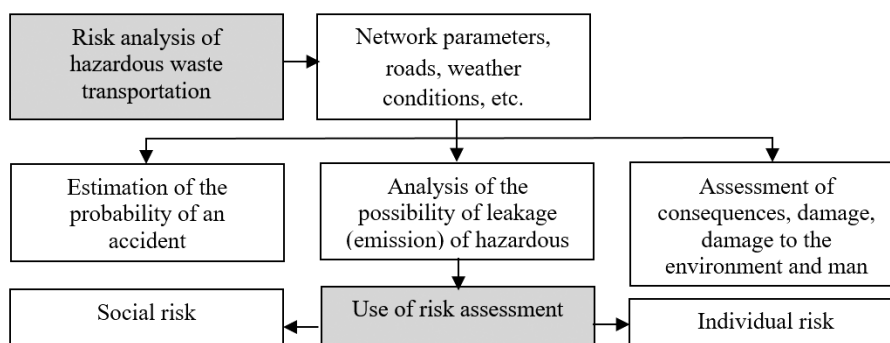 Risk analysis of
hazardous waste
transportation
Network parameters,
roads, weather
conditions, etc.
Estimation of the
probability of an
accident
Analysis of the
possibility of leakage
(emission) of hazardous
Assessment of
consequences, damage,
damage to the
environment and man
Social risk
Use of risk assessment
Individual risk